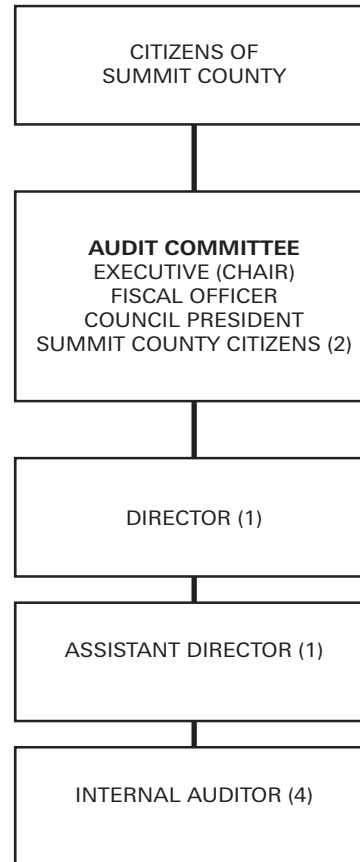 CITIZENS OF
SUMMIT COUNTY
AUDIT COMMITTEE
EXECUTIVE (CHAIR)
FISCAL OFFICER
COUNCIL PRESIDENT
SUMMIT COUNTY CITIZENS (2)
DIRECTOR (1)
ASSISTANT DIRECTOR (1)
INTERNAL AUDITOR (4)